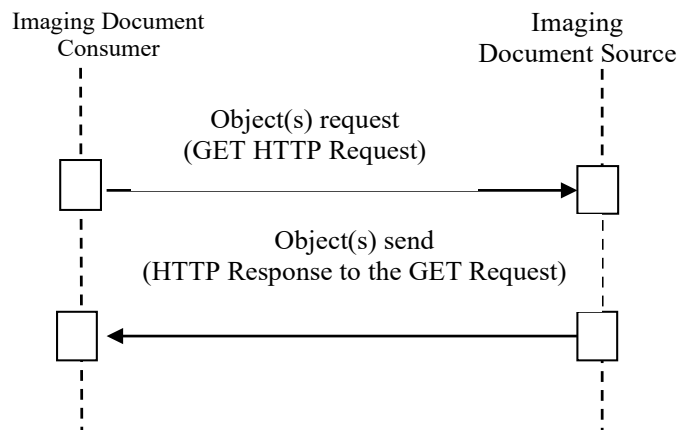 Imaging Document
Consumer
Imaging
Document Source
Object(s) request
(GET HTTP Request)
Object(s) send
(HTTP Response to the GET Request)